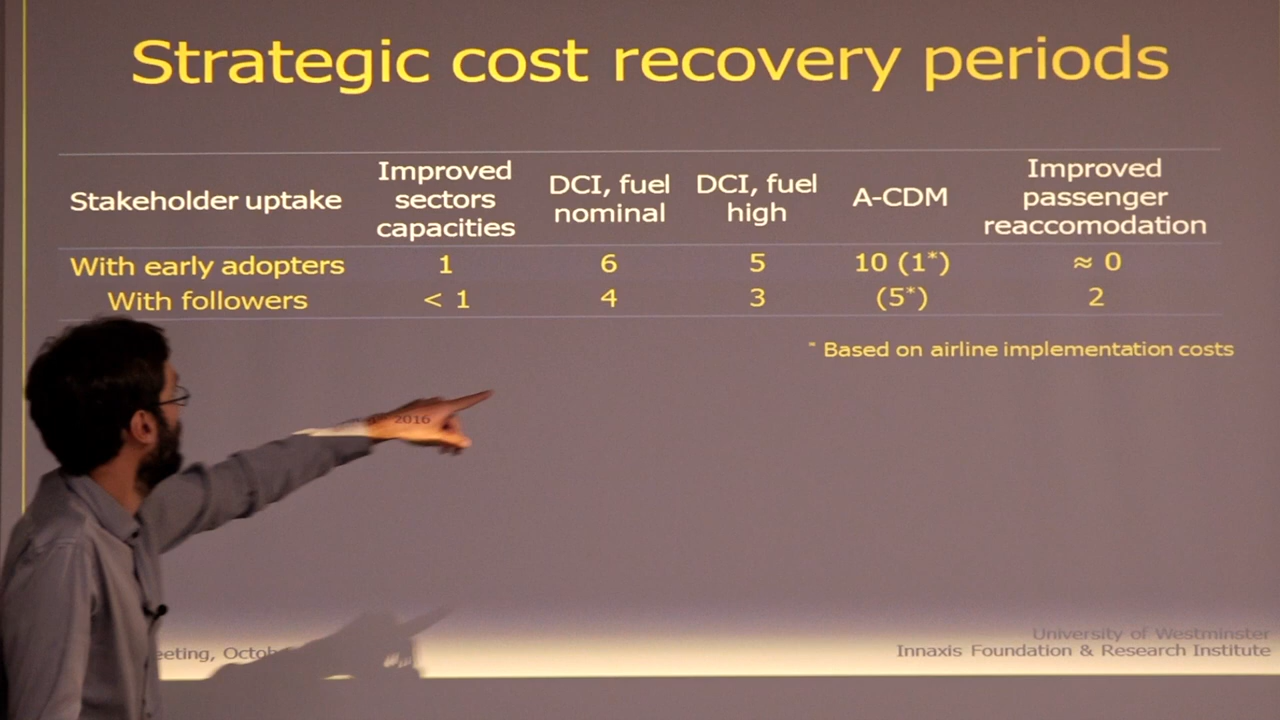 Strategic cost recovery periods
Stakeholder uptake Improved sectors capacities DCI, fuel nominal DCI, fuel high A-CDM Improved passenger reaccomodation
With early adopters 1 6 5 10 (1*) ≈ 0
With followers < 1 4 3 (5*) 2
* Based on airline implementation costs
2016
University of Westminster
Innaxis Foundation & Research Institute